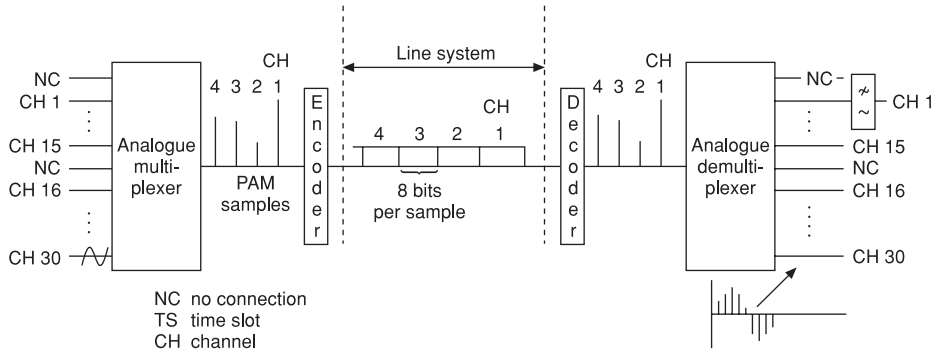 NC
CH 1
CH 15
NC
CH 16
CH 30
Analogue
multi-
plexer
CH
4 3 2 1
PAM
samples
Encoder
Line system
CH
4 3 2 1
8 bits
per sample
Decoder
CH
4 3 2 1
Analogue
demulti-
plexer
NC
CH 1
CH 15
NC
CH 16
CH 30
NC no connection
TS time slot
CH channel